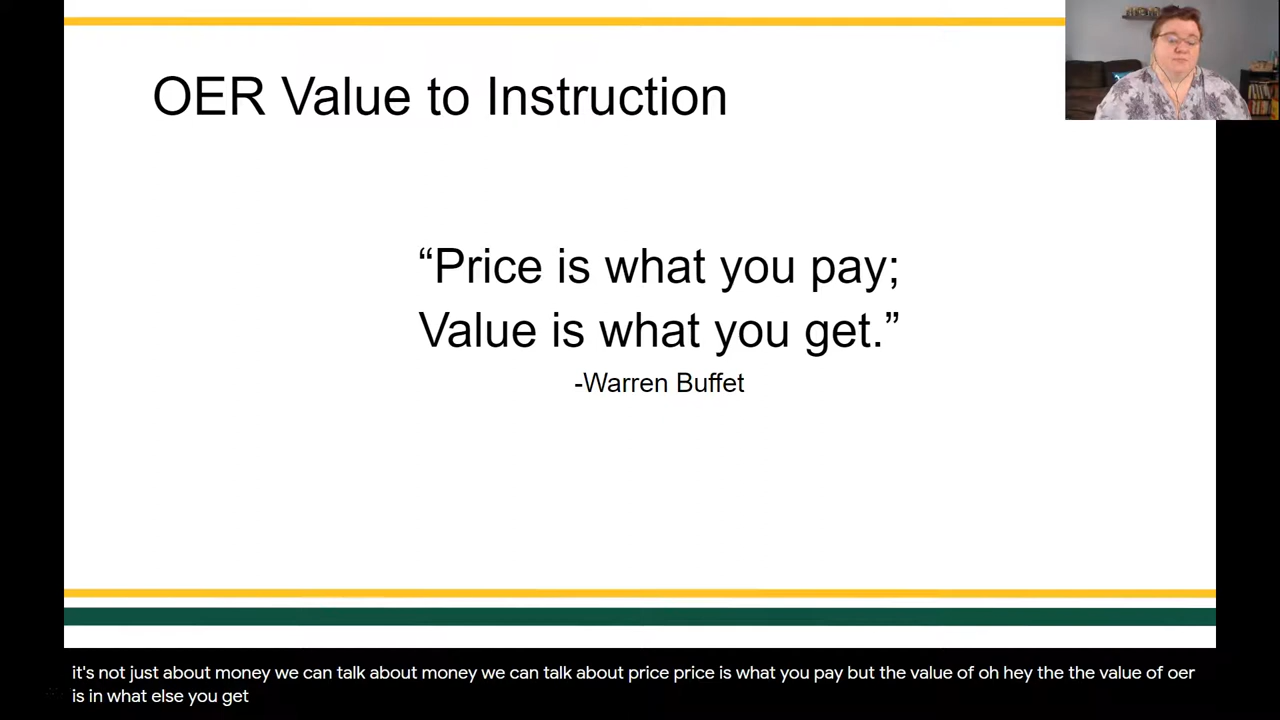 OER Value to Instruction
“Price is what you pay;
Value is what you get.”
-Warren Buffet
it's not just about money we can talk about money we can talk about price price is what you pay but the value of oh hey the the value of oer
is in what else you get